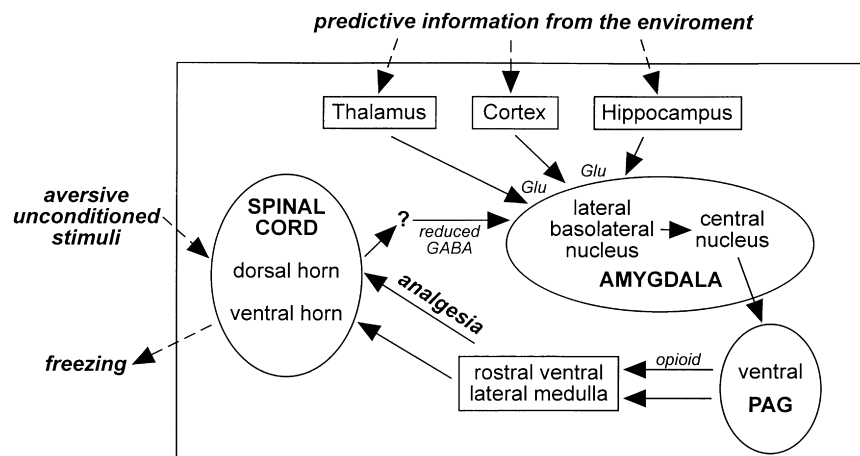 predictive information from the enviroment
Thalamus
Cortex
Hippocampus
Glu
Glu
aversive
unconditioned
stimuli
SPINAL
CORD
dorsal horn
ventral horn
?
reduced
GABA
lateral
basolateral
nucleus
central
nucleus
AMYGDALA
analgesia
freezing
rostral ventral
lateral medulla
opioid
ventral
PAG